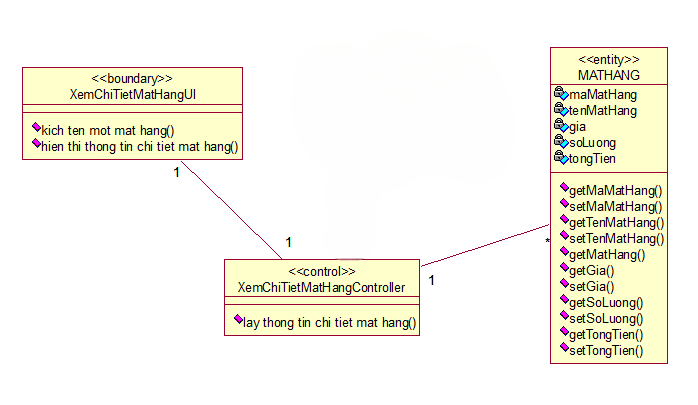 <<boundary>>
XemChiTietMatHangUI
kich ten mot mat hang()
hien thi thong tin chi tiet mat hang()
1
1
<<control>>
XemChiTietMatHangController
lay thong tin chi tiet mat hang()
1
*
<<entity>>
MATHANG
maMatHang
tenMatHang
gia
soLuong
tongTien
getMaMatHang()
setMaMatHang()
getTenMatHang()
setTenMatHang()
getMatHang()
getGia()
setGia()
getSoLuong()
setSoLuong()
getTongTien()
setTongTien()